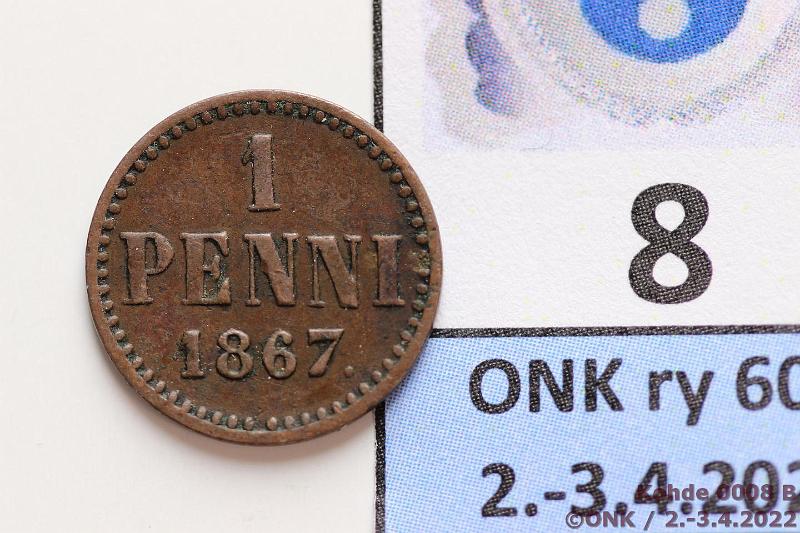 1
PENNI
1867.
8
ONK ry 60
2.-3.4.202
Kohde 0008 B
©ONK / 2.-3.4.2022